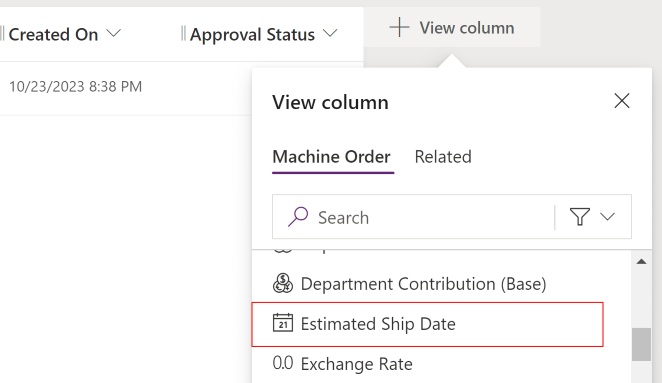 Created On Approval Status + View column
10/23/2023 8:38 PM
View column
Machine Order Related
Search
Department Contribution (Base)
21 Estimated Ship Date
0.0 Exchange Rate